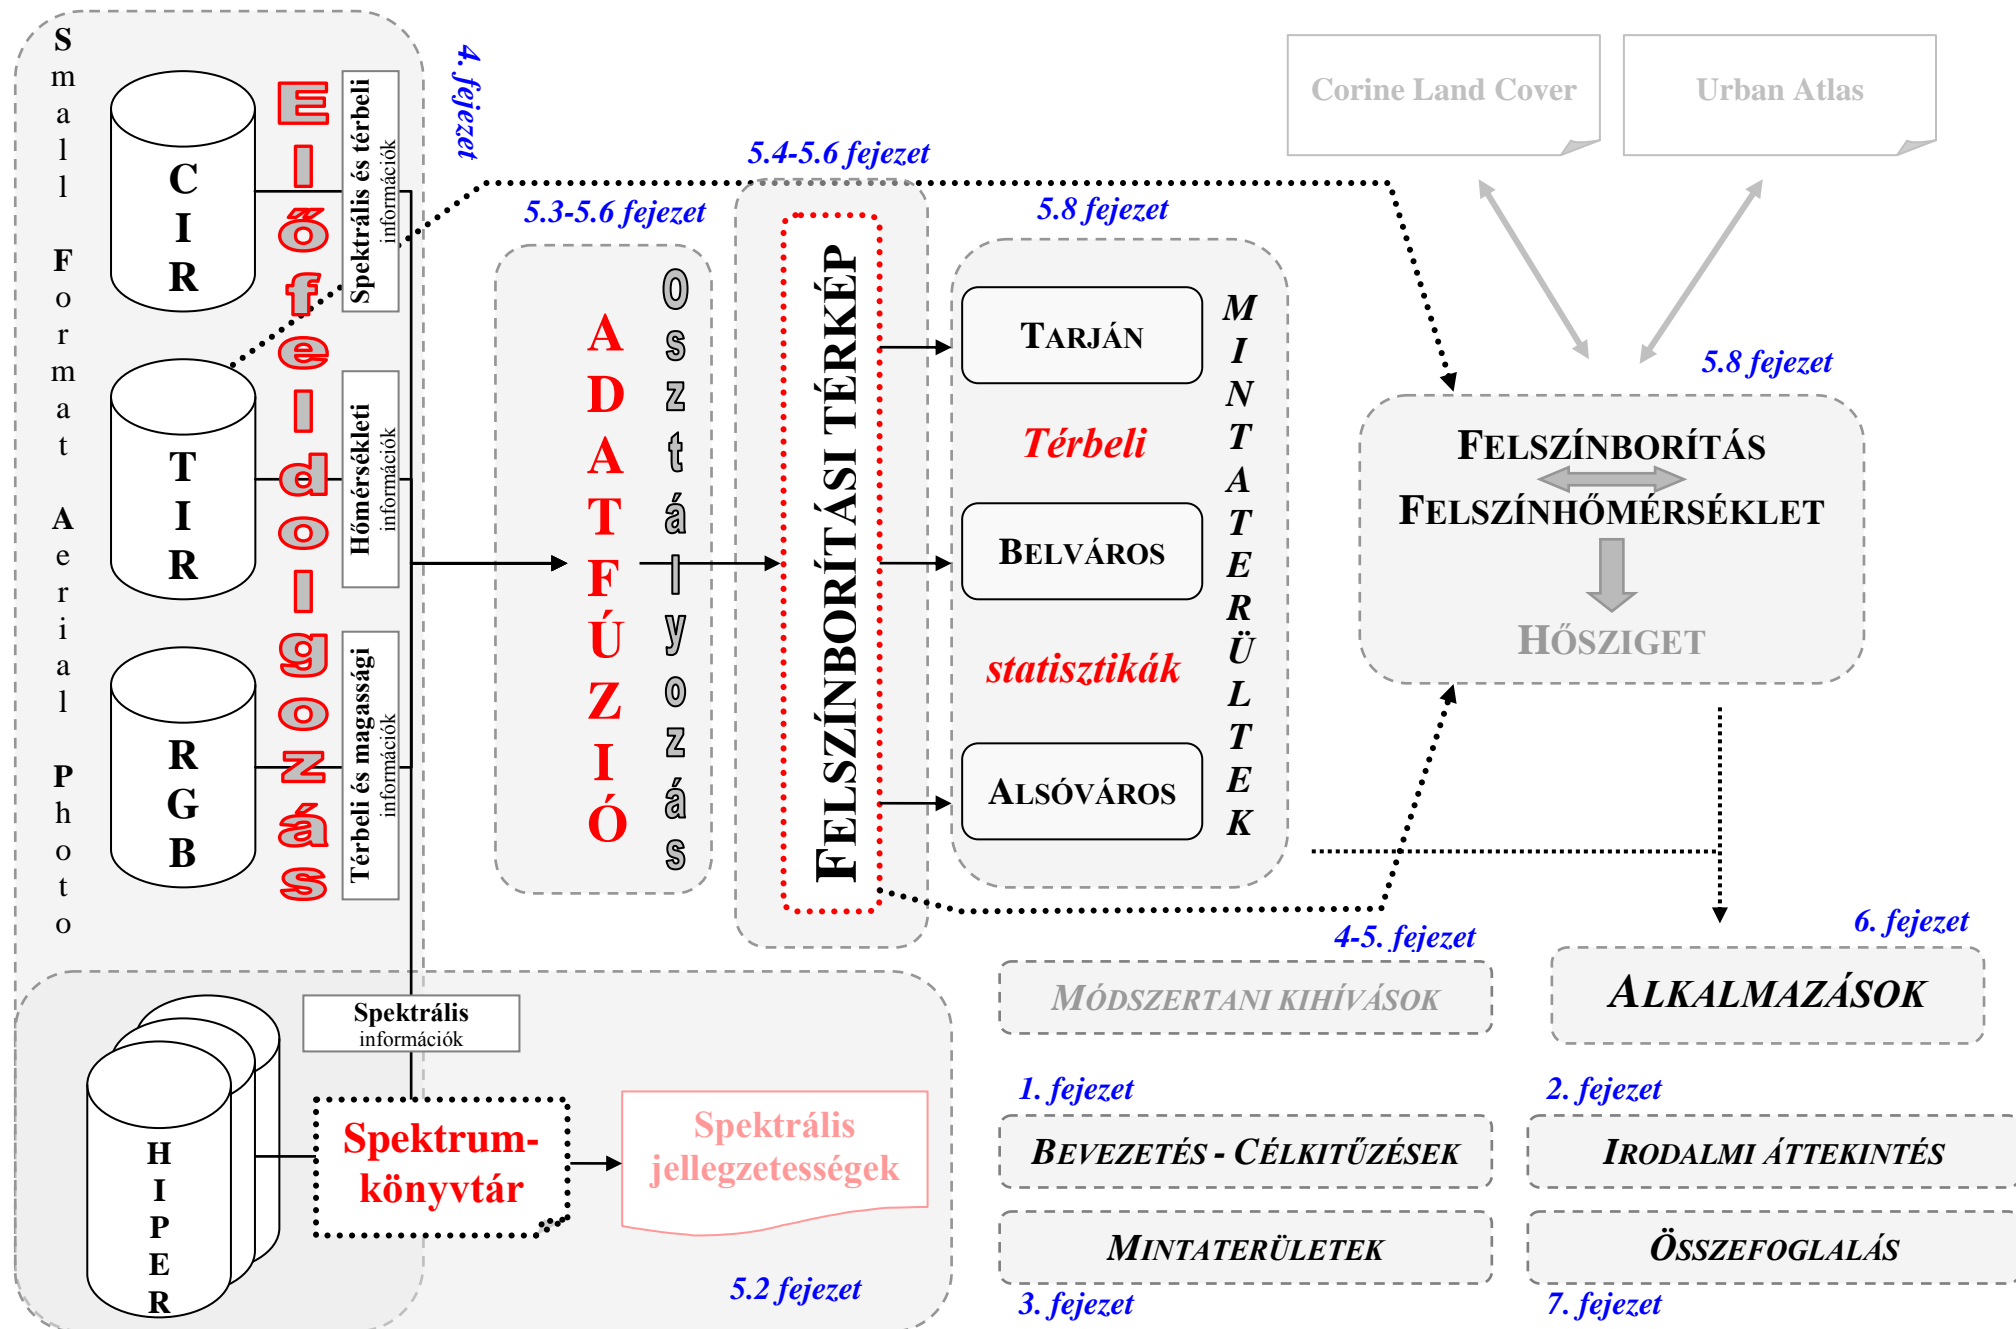 Small Format Aerial Photo
CIR
TIR
RGB
Előfeldolgozás
Spektrális és térbeli
információk
Hőmérsékleti
információk
Térbeli és magassági
információk
4. fejezet
5.3-5.6 fejezet
ADATFÚZIÓ
Osztályozás
5.4-5.6 fejezet
FELSZÍNBORÍTÁSI TÉRKÉP
5.8 fejezet
TARJÁN
Térbeli
BELVÁROS
statisztikák
ALSÓVÁROS
MINTATERÜLTEK
Corine Land Cover
Urban Atlas
5.8 fejezet
FELSZÍNBORÍTÁS
FELSZÍNHŐMÉRSÉKLET
HŐSZIGET
HIPER
Spektrális
információk
Spektrum-
könyvtár
Spektrális
jellegzetességek
5.2 fejezet
4-5. fejezet
MÓDSZERTANI KIHÍVÁSOK
6. fejezet
ALKALMAZÁSOK
1. fejezet
BEVEZETÉS - CÉLKITŰZÉSEK
2. fejezet
IRODALMI ÁTTEKINTÉS
MINTATERÜLETEK
3. fejezet
ÖSSZEFOGLALÁS
7. fejezet